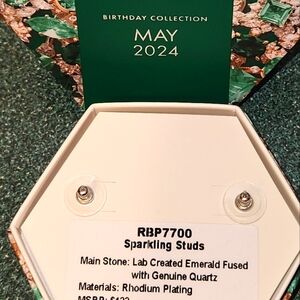 BIRTHDAY COLLECTION
MAY
2024
RBP7700
Sparkling Studs
Main Stone: Lab Created Emerald Fused
with Genuine Quartz
Materials: Rhodium Plating